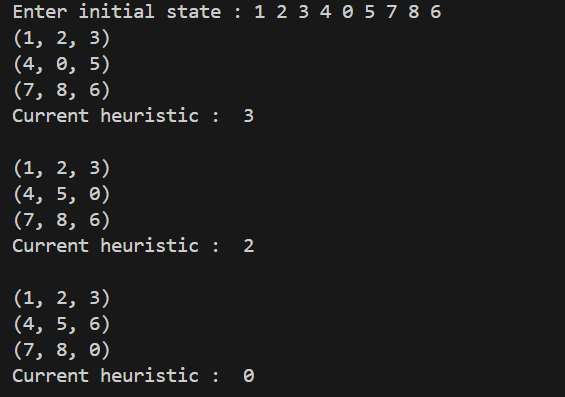 Enter initial state : 1 2 3 4 0 5 7 8 6
(1, 2, 3)
(4, 0, 5)
(7, 8, 6)
Current heuristic :  3
(1, 2, 3)
(4, 5, 0)
(7, 8, 6)
Current heuristic :  2
(1, 2, 3)
(4, 5, 6)
(7, 8, 0)
Current heuristic :  0